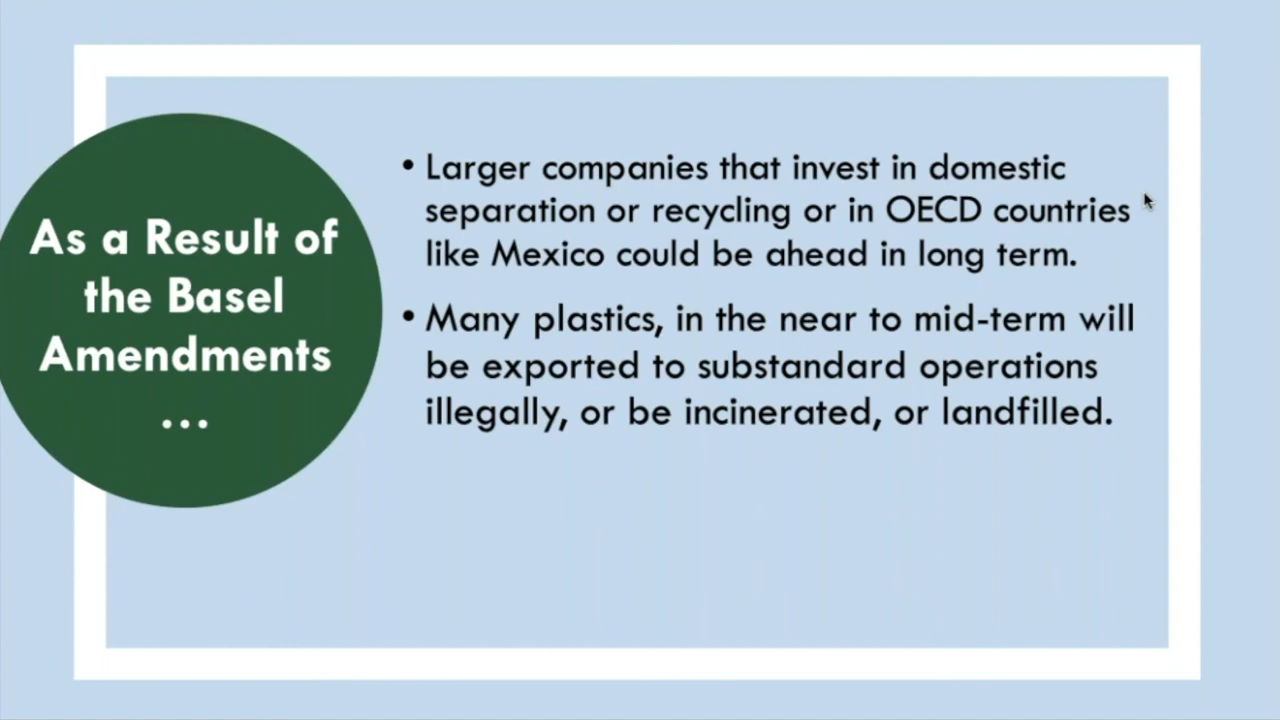 As a Result of
the Basel
Amendments
...
• Larger companies that invest in domestic
separation or recycling or in OECD countries
like Mexico could be ahead in long term.
• Many plastics, in the near to mid-term will
be exported to substandard operations
illegally, or be incinerated, or landfilled.